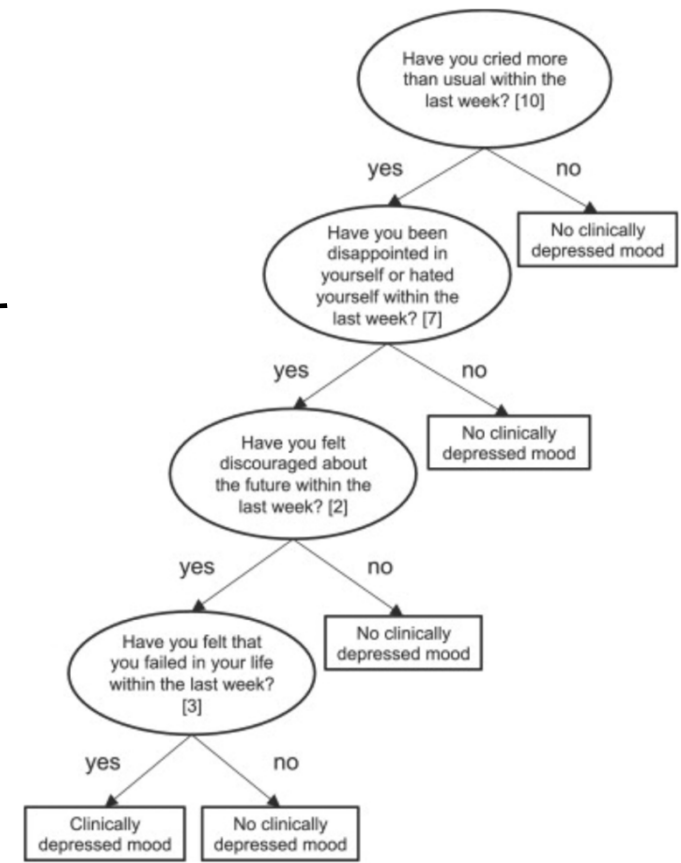 Have you cried more
than usual within the
last week? [10]
yes
no
Have you been
disappointed in
yourself or hated
yourself within the
last week? [7]
No clinically
depressed mood
yes
no
Have you felt
discouraged about
the future within the
last week? [2]
No clinically
depressed mood
yes
no
Have you felt that
you failed in your life
within the last week?
[3]
No clinically
depressed mood
yes
no
Clinically
depressed mood
No clinically
depressed mood